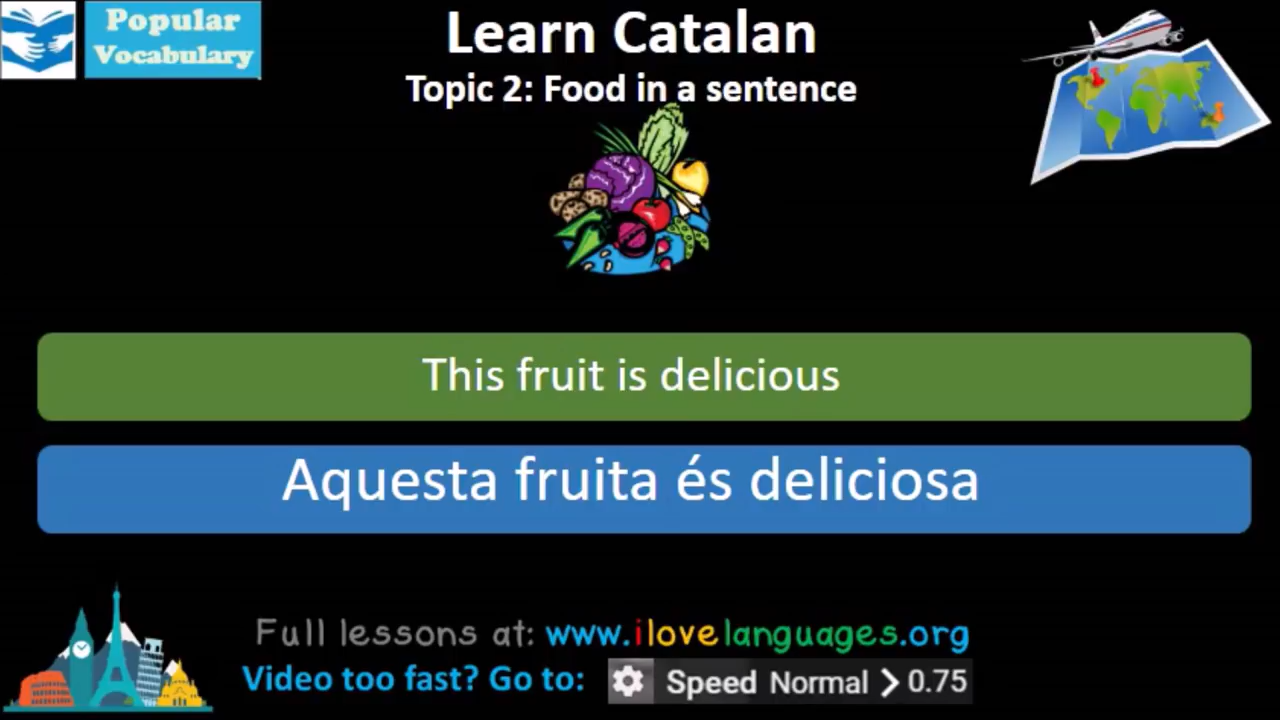 Popular
Vocabulary
Learn Catalan
Topic 2: Food in a sentence
This fruit is delicious
Aquesta fruita és deliciosa
Full lessons at: www.ilovelanguages.org
Video too fast? Go to: Speed Normal > 0.75